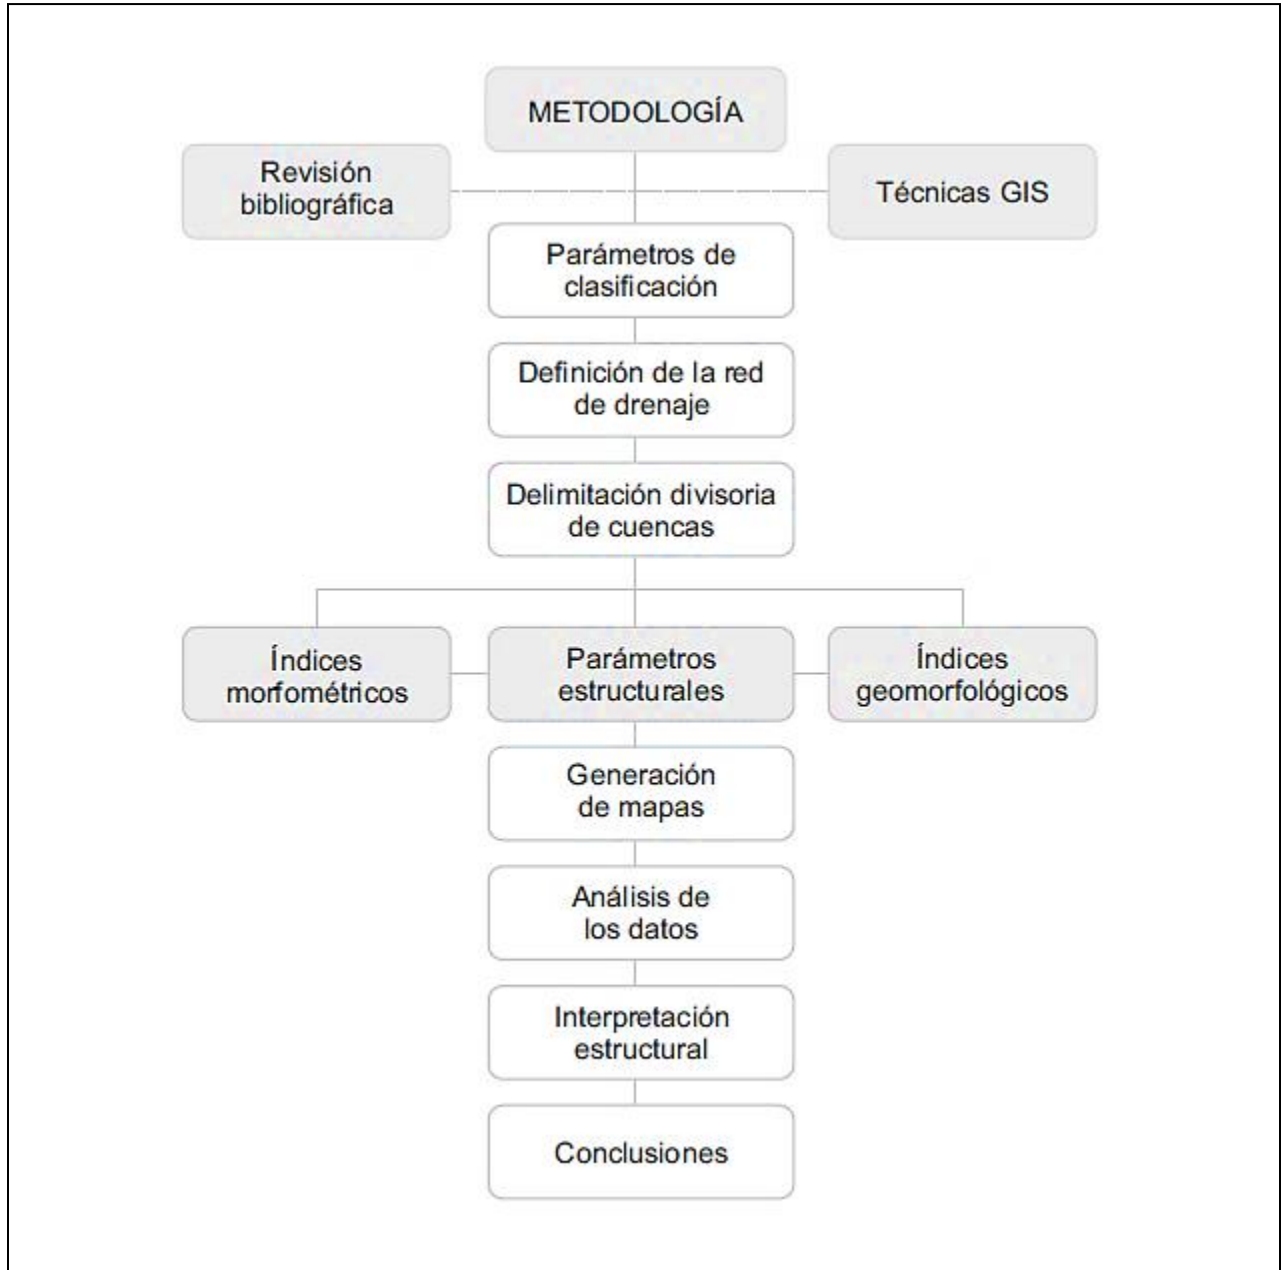 METODOLOGÍA
Revisión
bibliográfica
Técnicas GIS
Parámetros de
clasificación
Definición de la red
de drenaje
Delimitación divisoria
de cuencas
Índices
morfométricos
Parámetros
estructurales
Índices
geomorfológicos
Generación
de mapas
Análisis de
los datos
Interpretación
estructural
Conclusiones